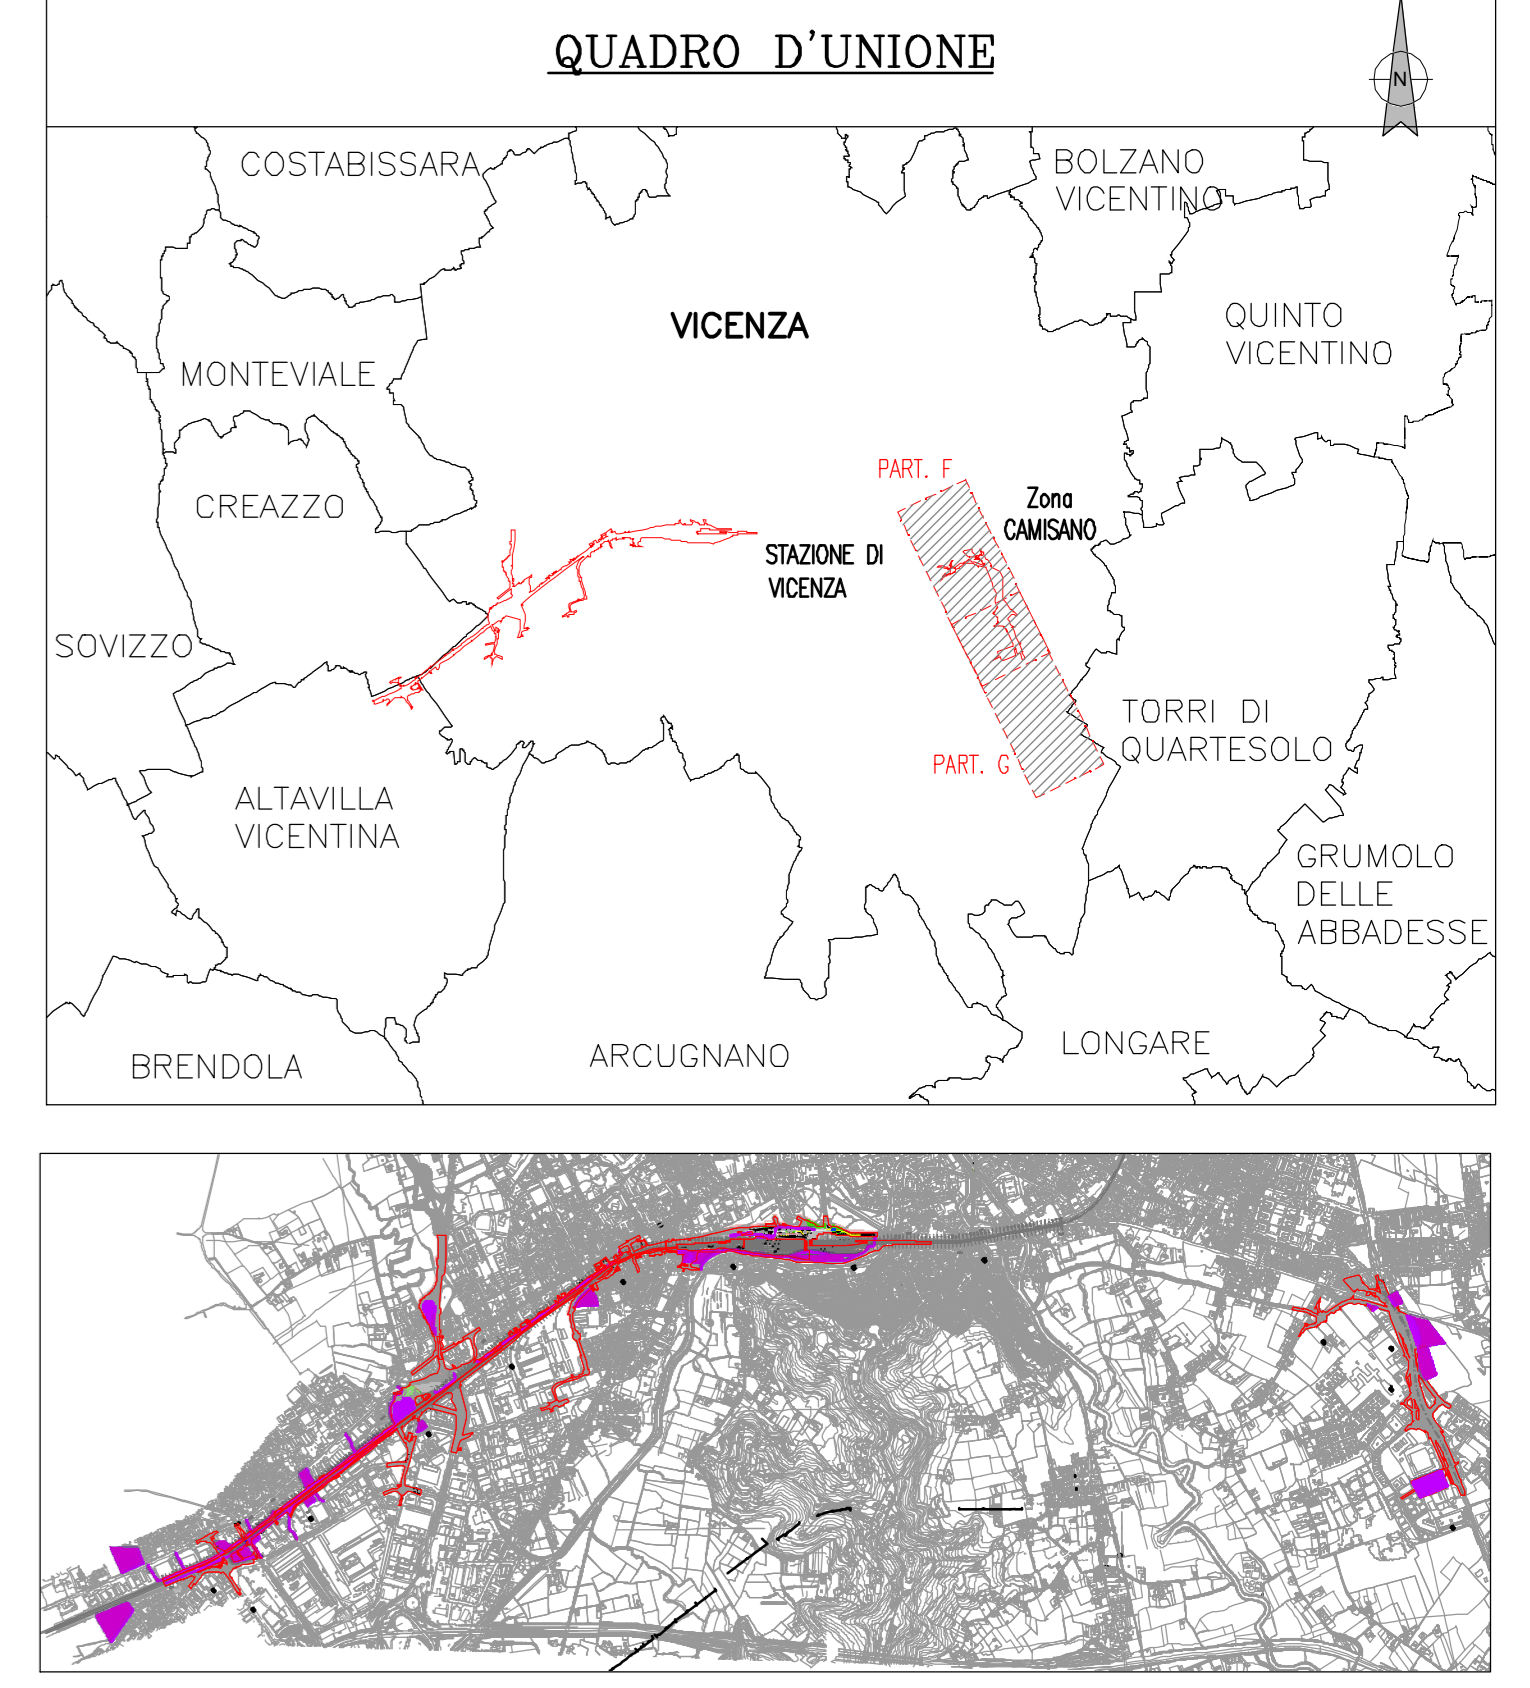 QUADRO D'UNIONE
N
COSTABISSARA
BOLZANO
VICENTINO
VICENZA
QUINTO
VICENTINO
MONTEVIALE
PART. F
CREAZZO
Zona
CAMISANO
STAZIONE DI
VICENZA
SOVIZZO
TORRI DI
QUARTESOLO
PART. G
ALTAVILLA
VICENTINA
GRUMOLO
DELLE
ABBADESSE
BRENDOLA
ARCUGNANO
LONGARE